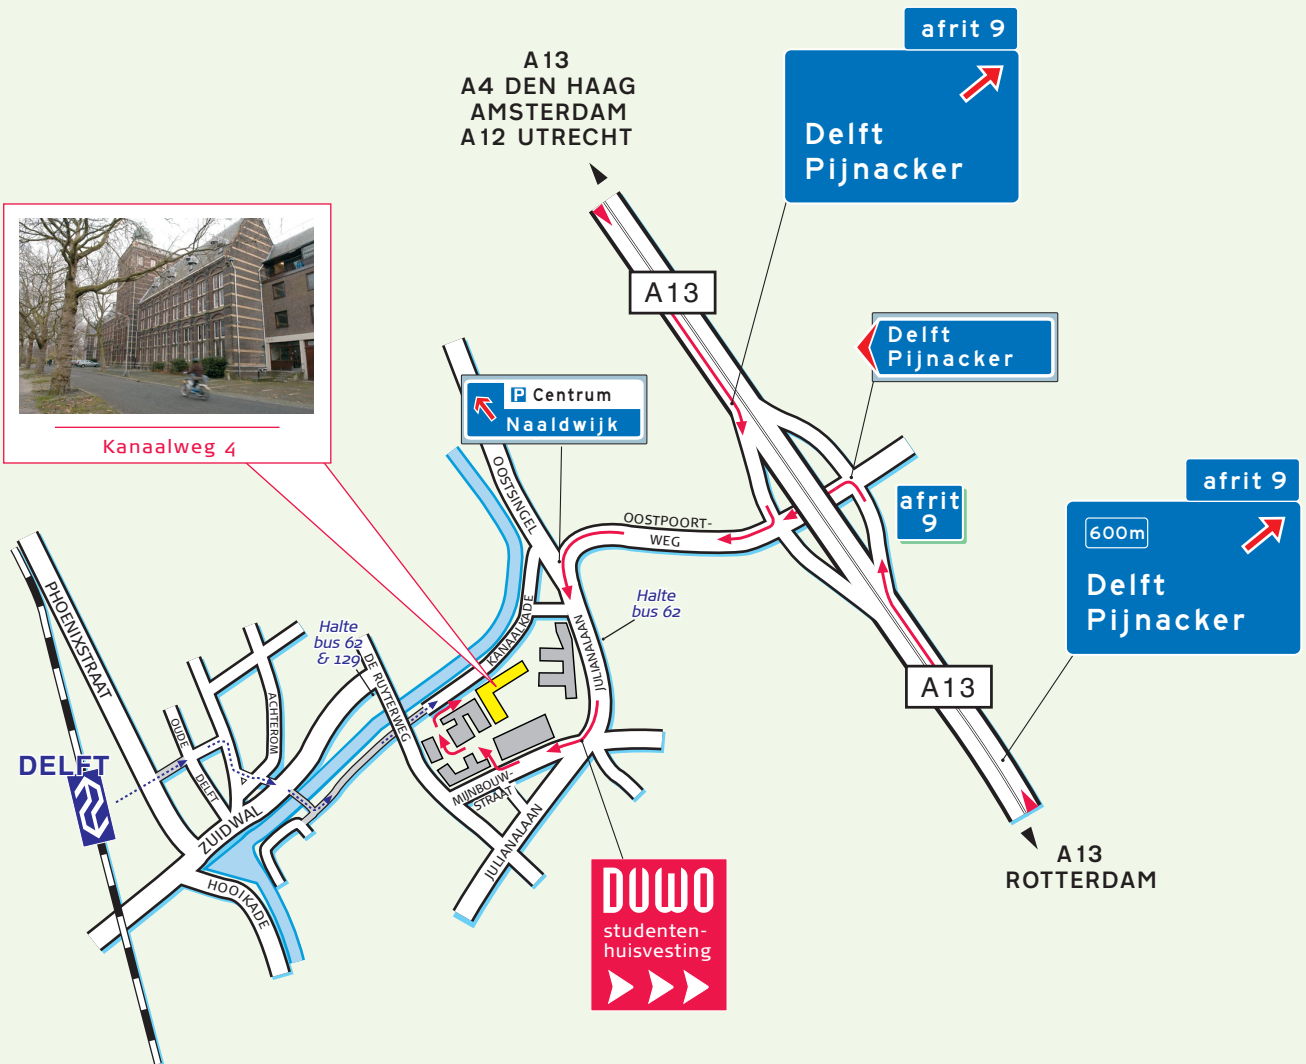 afrit 9
Delft
Pijnacker
A13
A4 DEN HAAG
AMSTERDAM
A12 UTRECHT
A13
Delft
Pijnacker
P Centrum
Naaldwijk
Kanaalweg 4
afrit 9
600m
Delft
Pijnacker
afrit
9
OOSTSINGEL
OOSTPOORT-
WEG
Halte
bus 62
Halte
bus 62
& 129
PHOENIXSTRAAT
KANAALKADE
JULIANALAAN
DE RUYTERWEG
ACHTEROM
OUDE
DELFT
DELFT
ZUIDWAL
HOOIKADE
MIJNBOUW-
STRAAT
JULIANALAAN
A13
A13
ROTTERDAM
DUWO
studenten-
huisvesting